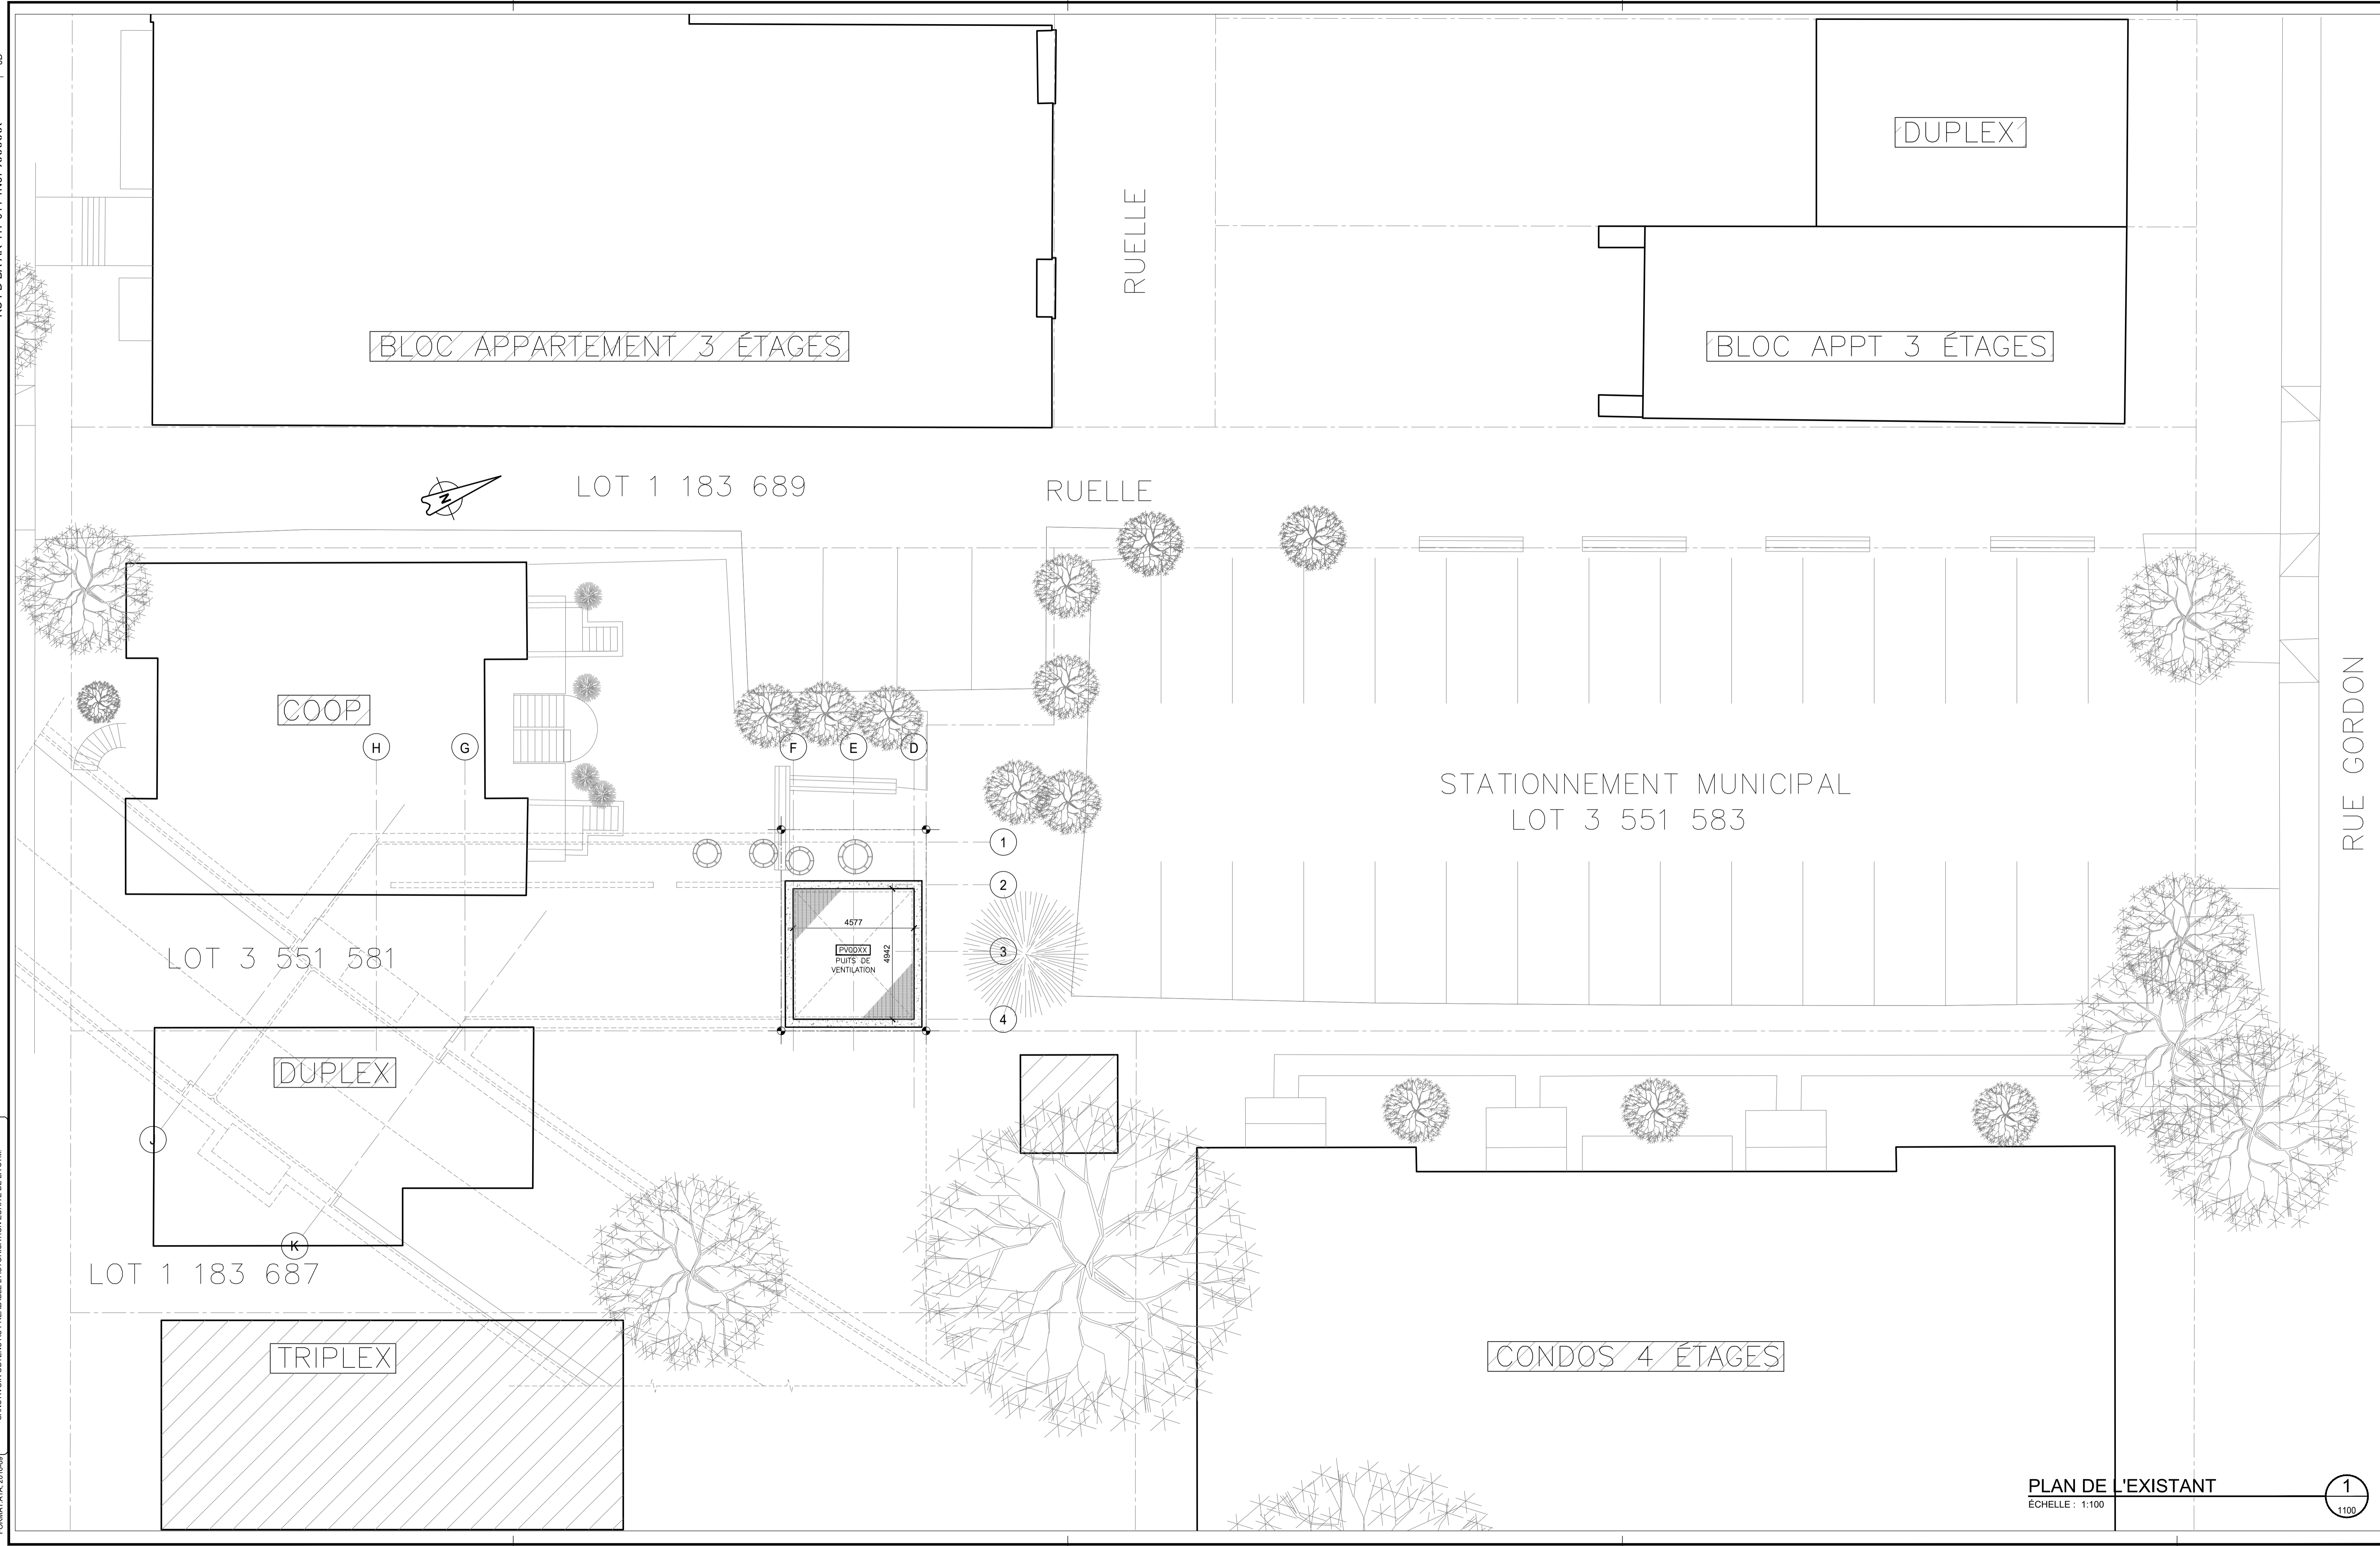 DUPLEX
RUELLE
BLOC APPARTEMENT 3 ÉTAGES
BLOC APPT 3 ÉTAGES
N
LOT 1 183 689
RUELLE
COOP
H
G
F
E
D
STATIONNEMENT MUNICIPAL
LOT 3 551 583
RUE GORDON
1
2
3
4
4577
4942
PV0DXX
PUITS DE
VENTILATION
LOT 3 551 581
DUPLEX
J
K
LOT 1 183 687
TRIPLEX
CONDOS 4 ÉTAGES
PLAN DE L'EXISTANT
ÉCHELLE : 1:100
1
1100